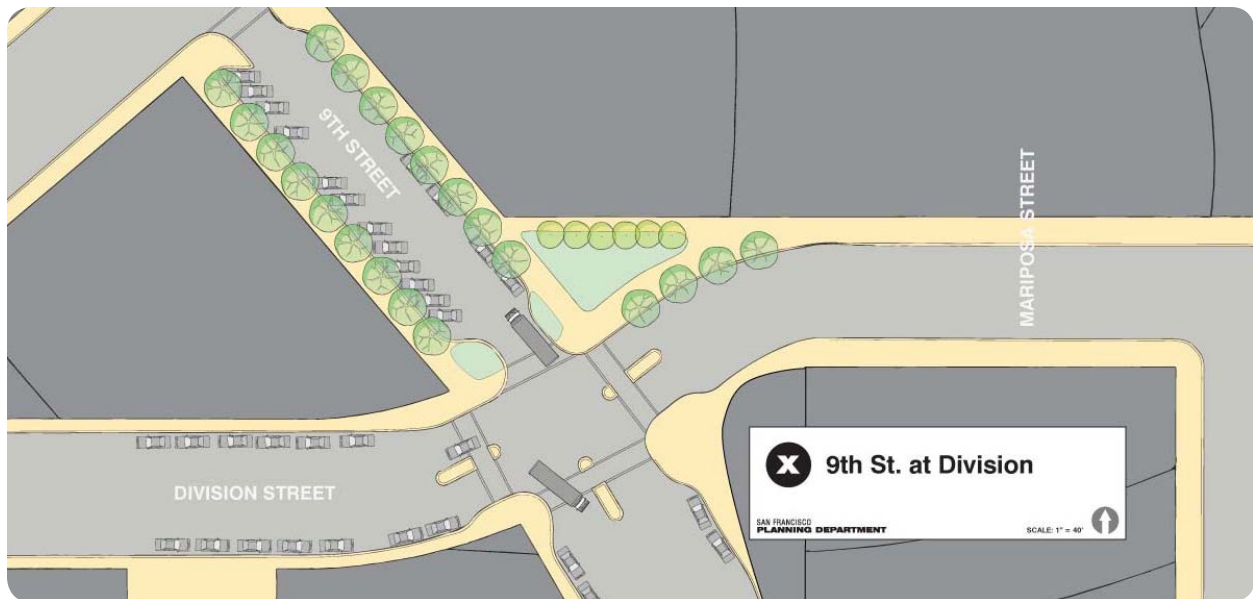 9TH STREET
MARIPOSA STREET
DIVISION STREET
X 9th St. at Division
SAN FRANCISCO
PLANNING DEPARTMENT
SCALE: 1" = 40'